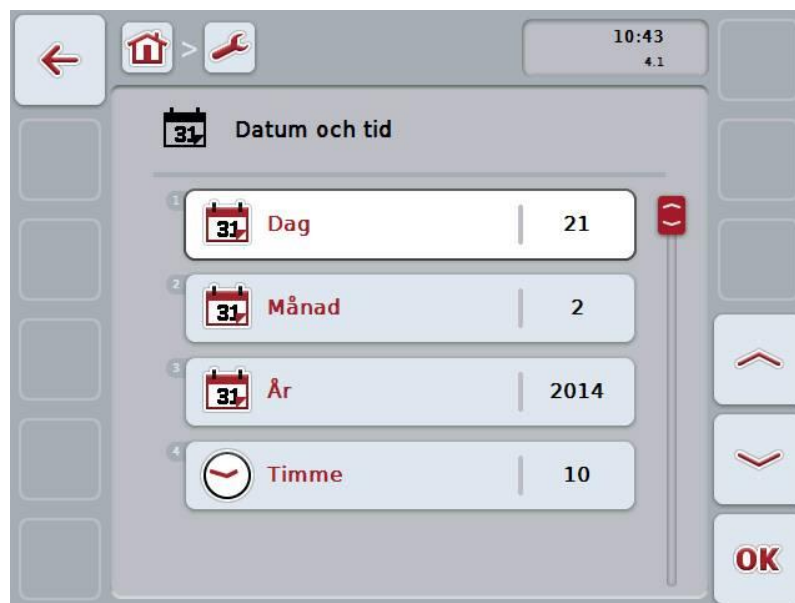 >
10:43
4.1
31 Datum och tid
1 31 Dag 21
2 31 Månad 2
3 31 År 2014
4 Timme 10
OK